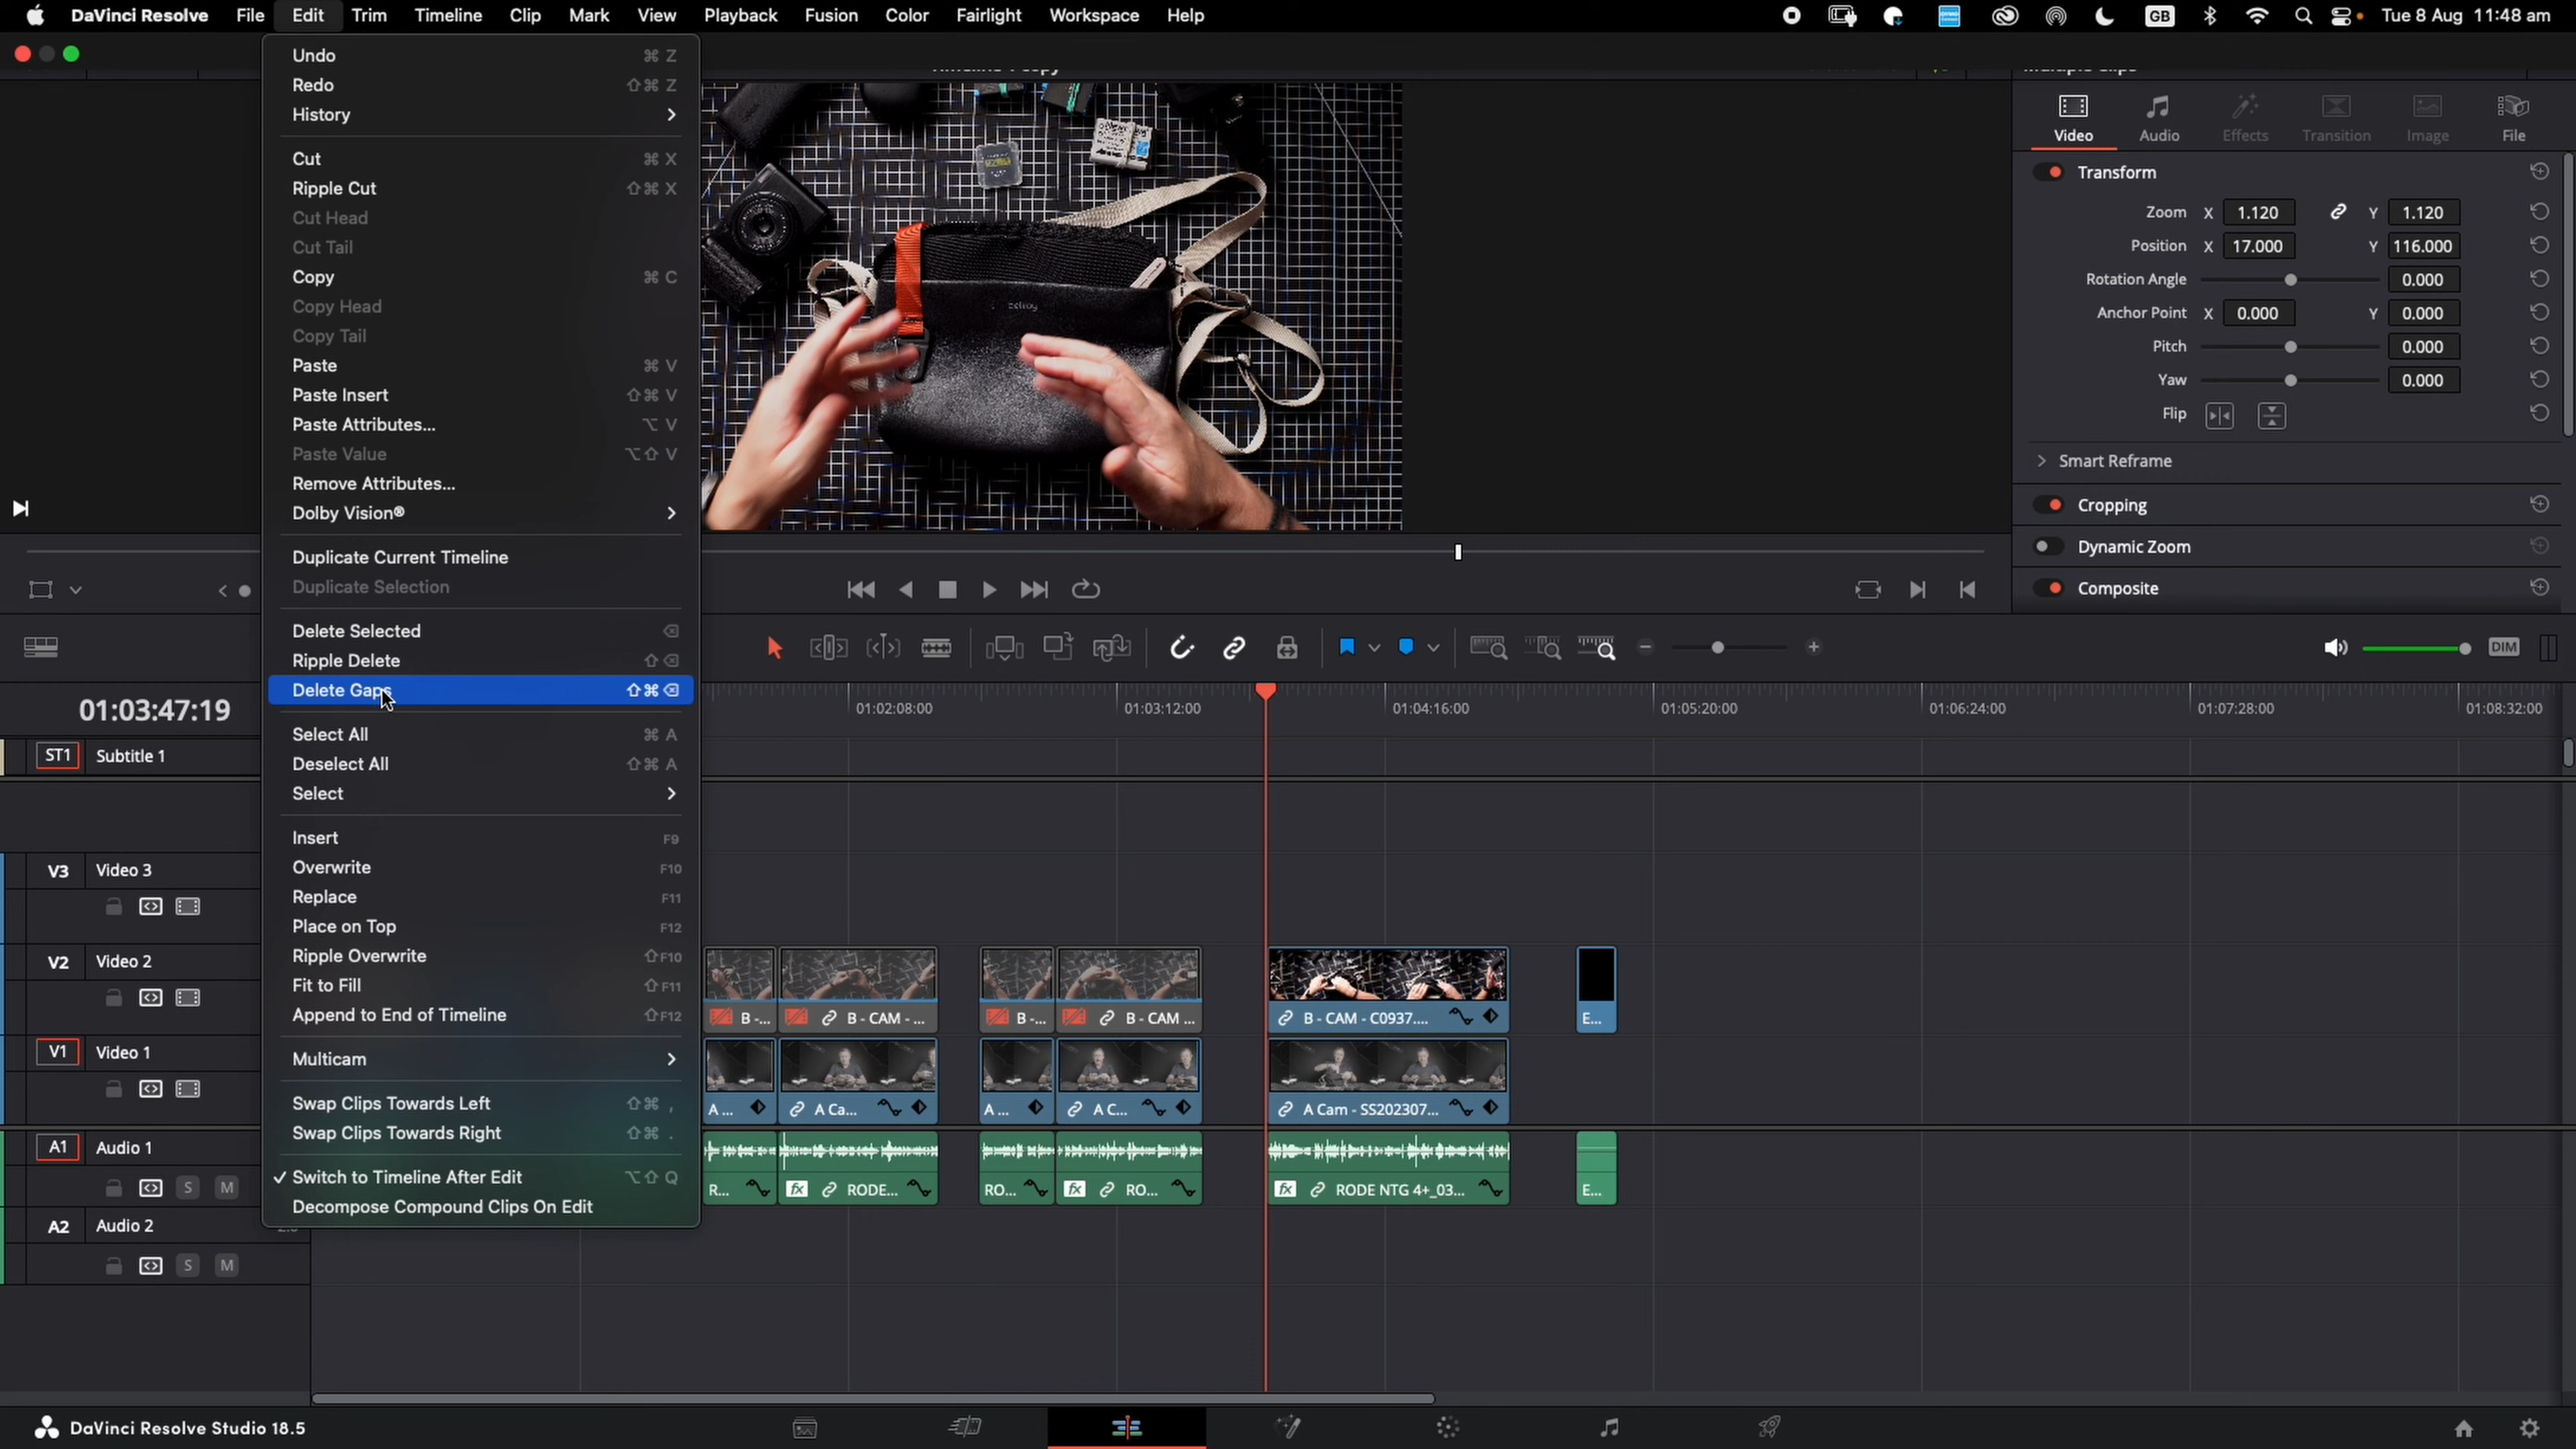 DaVinci Resolve File Edit Trim Timeline Clip Mark View Playback Fusion Color Fairlight Workspace Help GB Tue 8 Aug 11:48 am
Undo ⌘ Z
Redo ⇧⌘ Z
History
Cut ⌘ X
Ripple Cut ⇧⌘ X
Cut Head
Cut Tail
Copy ⌘ C
Copy Head
Copy Tail
Paste ⌘ V
Paste Insert ⇧⌘ V
Paste Attributes... ⌥ V
Paste Value ⌥⇧ V
Remove Attributes...
Dolby Vision®
Duplicate Current Timeline
Duplicate Selection
Delete Selected ⌫
Ripple Delete ⇧⌫
Delete Gaps ⇧⌘⌫
Select All ⌘ A
Deselect All ⇧⌘ A
Select
Insert F9
Overwrite F10
Replace F11
Place on Top F12
Ripple Overwrite ⇧F10
Fit to Fill ⇧F11
Append to End of Timeline ⇧F12
Multicam
Swap Clips Towards Left ⇧⌘ ,
Swap Clips Towards Right ⇧⌘ .
✓ Switch to Timeline After Edit ⌥⇧ Q
Decompose Compound Clips On Edit
Video Audio Effects Transition Image File
Transform
Zoom X 1.120 Y 1.120
Position X 17.000 Y 116.000
Rotation Angle 0.000
Anchor Point X 0.000 Y 0.000
Pitch 0.000
Yaw 0.000
Flip
Smart Reframe
Cropping
Dynamic Zoom
Composite
DIM
01:03:47:19
01:02:08:00 01:03:12:00 01:04:16:00 01:05:20:00 01:06:24:00 01:07:28:00 01:08:32:00
ST1 Subtitle 1
V3 Video 3
V2 Video 2
B -... B - CAM - ... B -... B - CAM ... B - CAM - C0937.... E...
V1 Video 1
A ... A Ca... A ... A C... A Cam - SS202307...
A1 Audio 1
S M
R... fx RODE... RO... fx RO... fx RODE NTG 4+_03... E...
A2 Audio 2
S M
DaVinci Resolve Studio 18.5